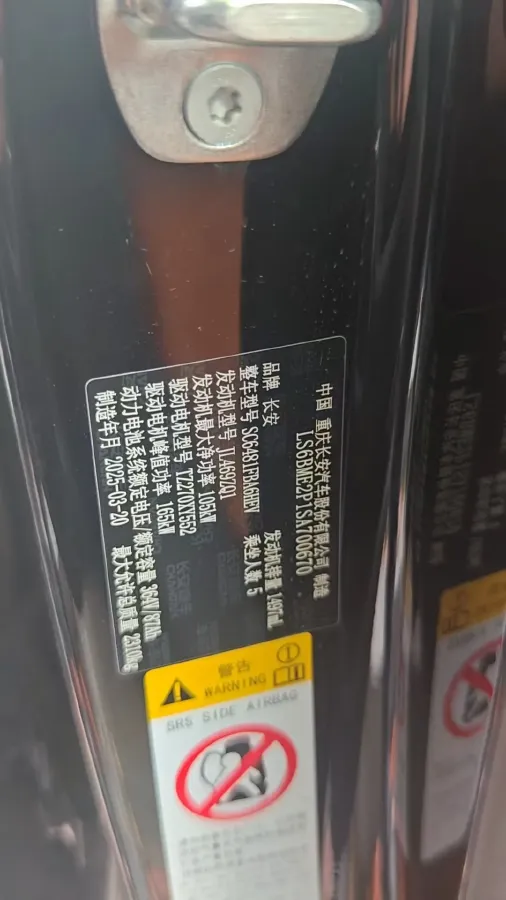 中国 重庆长安汽车股份有限公司 制造
LS6BME2P1SA700670
品牌 长安
整车型号 SC6481FBA6HEV 乘坐人数 5
发动机型号 JL469ZQ1 发动机排量 1497mL
发动机最大净功率 105kW
驱动电机型号 TZ270XY552
驱动电机峰值功率 165kW
动力电池系统额定电压 额定容量 364V/87Ah
制造年月 2025-03-20 最大允许总质量 2310kg
警告
WARNING
SRS SIDE AIRBAG